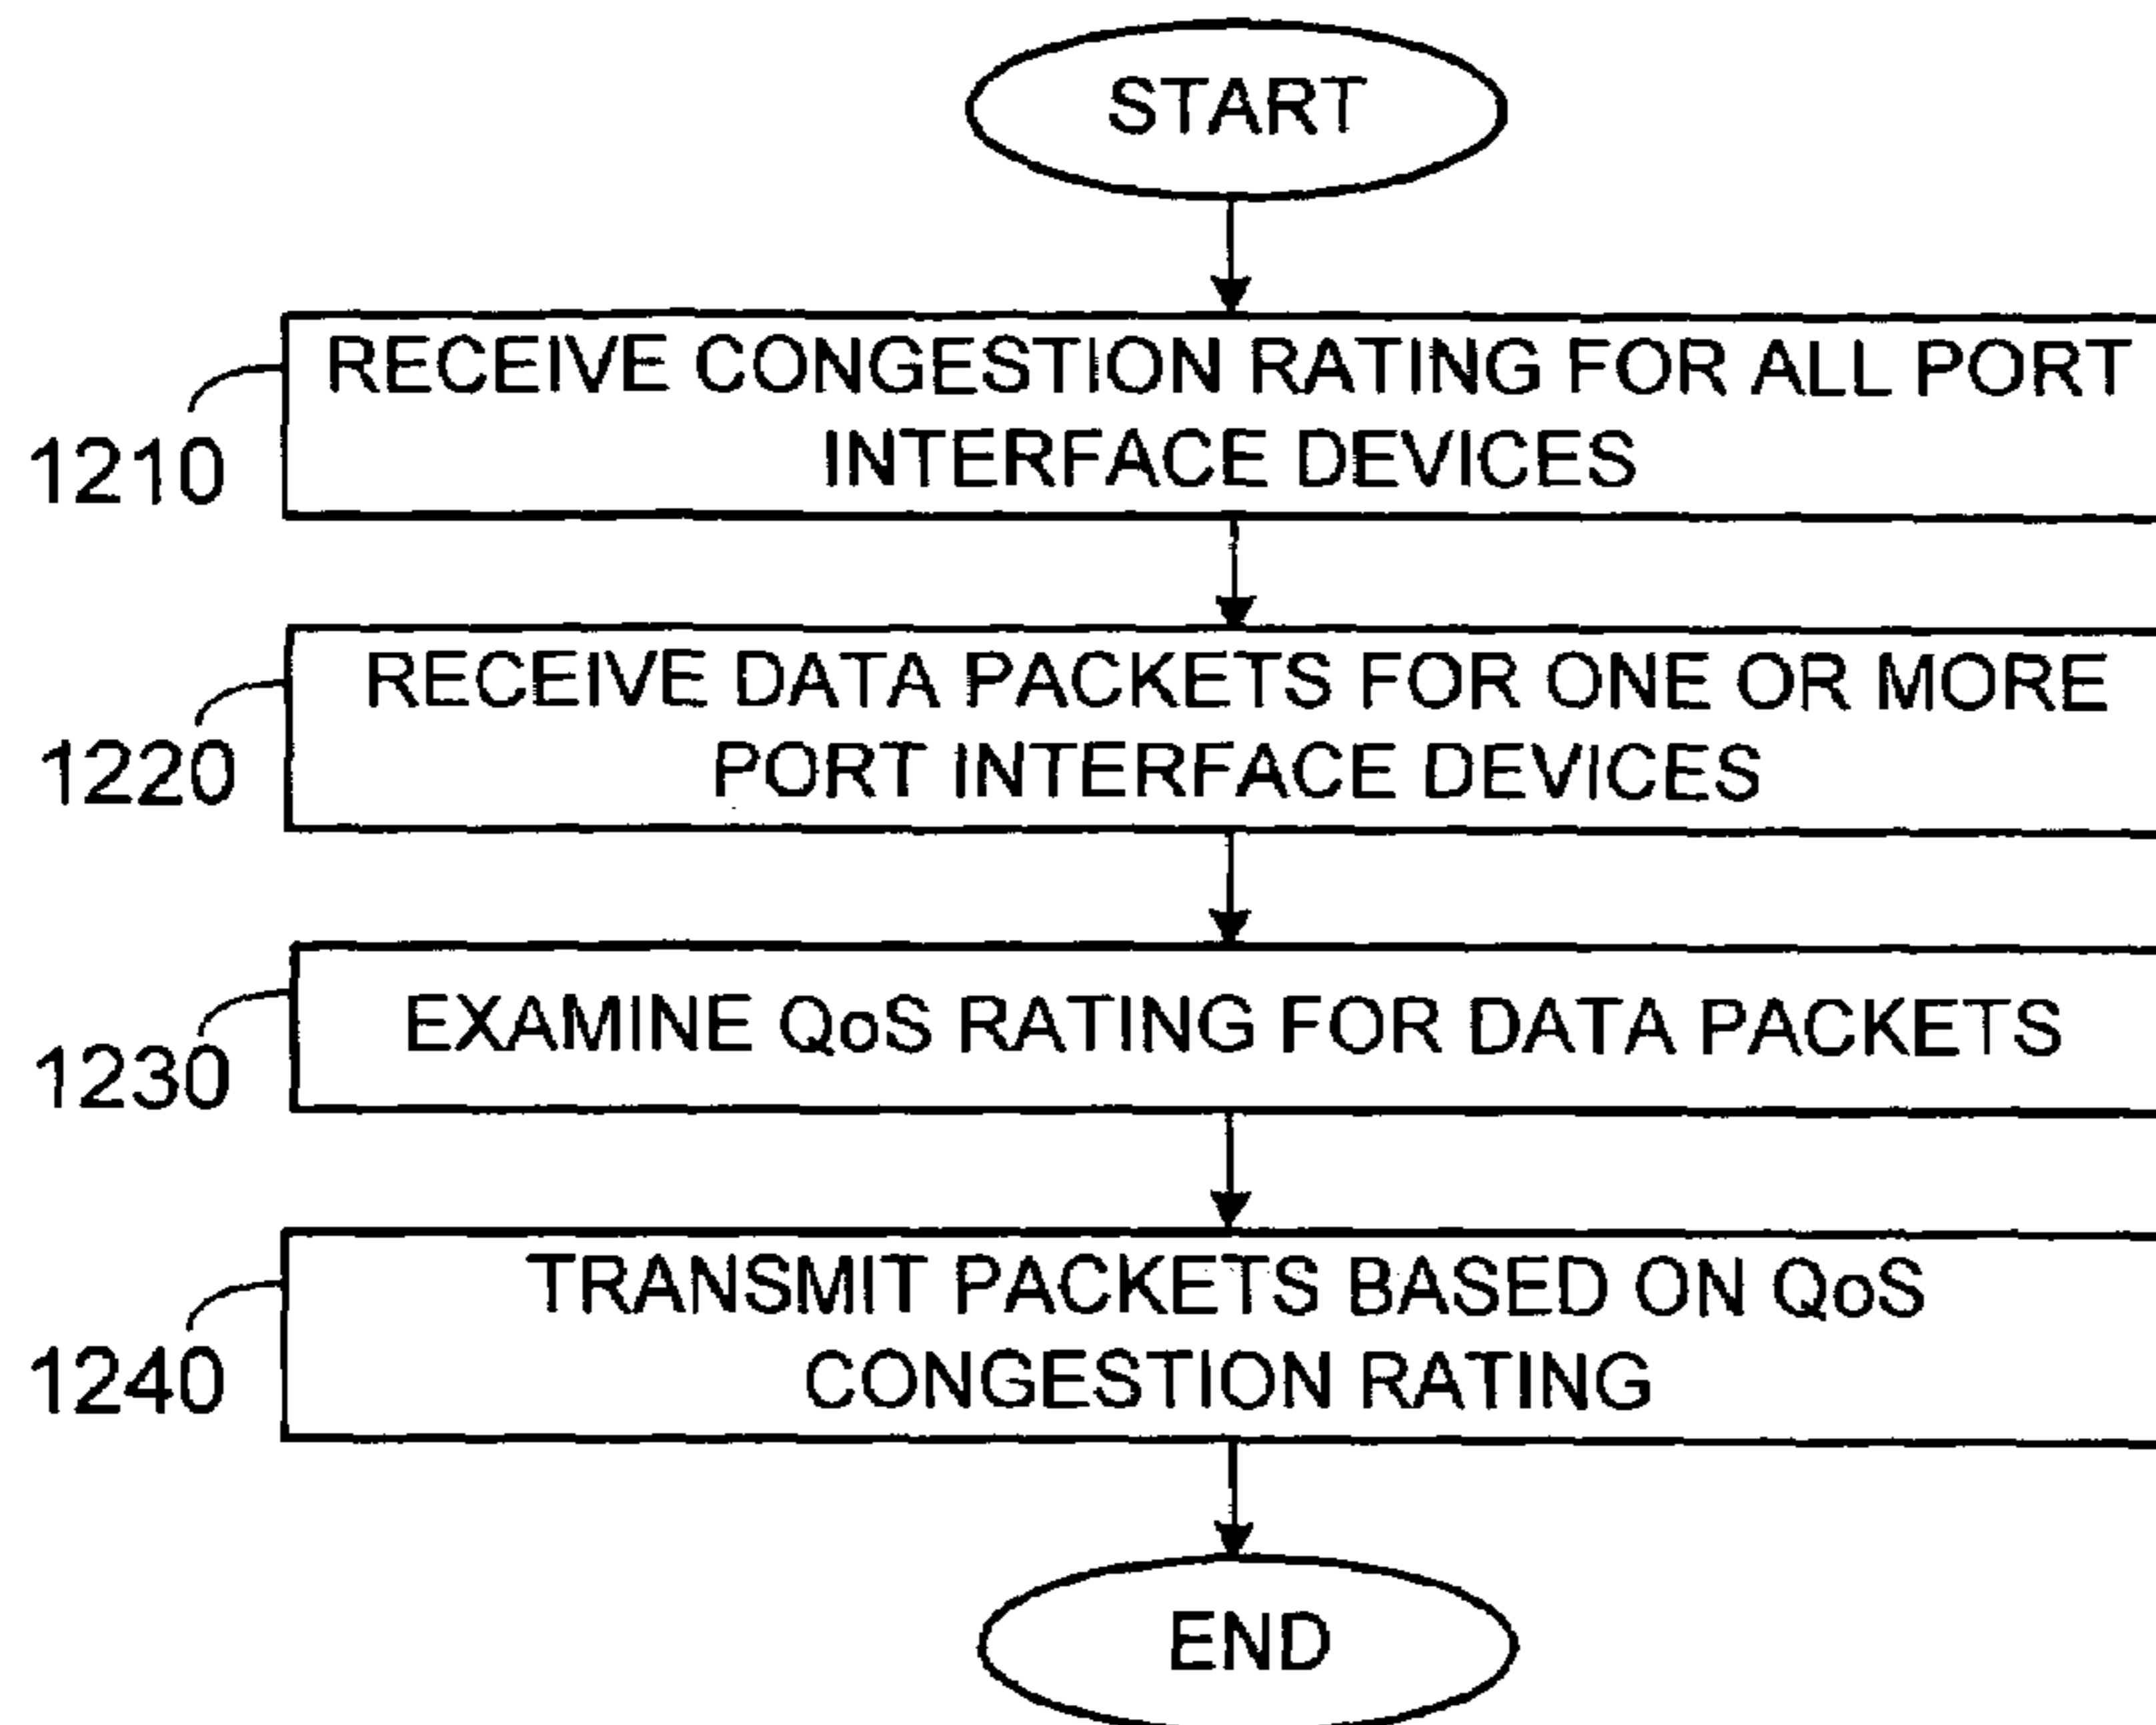 START
RECEIVE CONGESTION RATING FOR ALL PORT
INTERFACE DEVICES
1210
RECEIVE DATA PACKETS FOR ONE OR MORE
PORT INTERFACE DEVICES
1220
EXAMINE QoS RATING FOR DATA PACKETS
1230
TRANSMIT PACKETS BASED ON QoS
CONGESTION RATING
1240
END